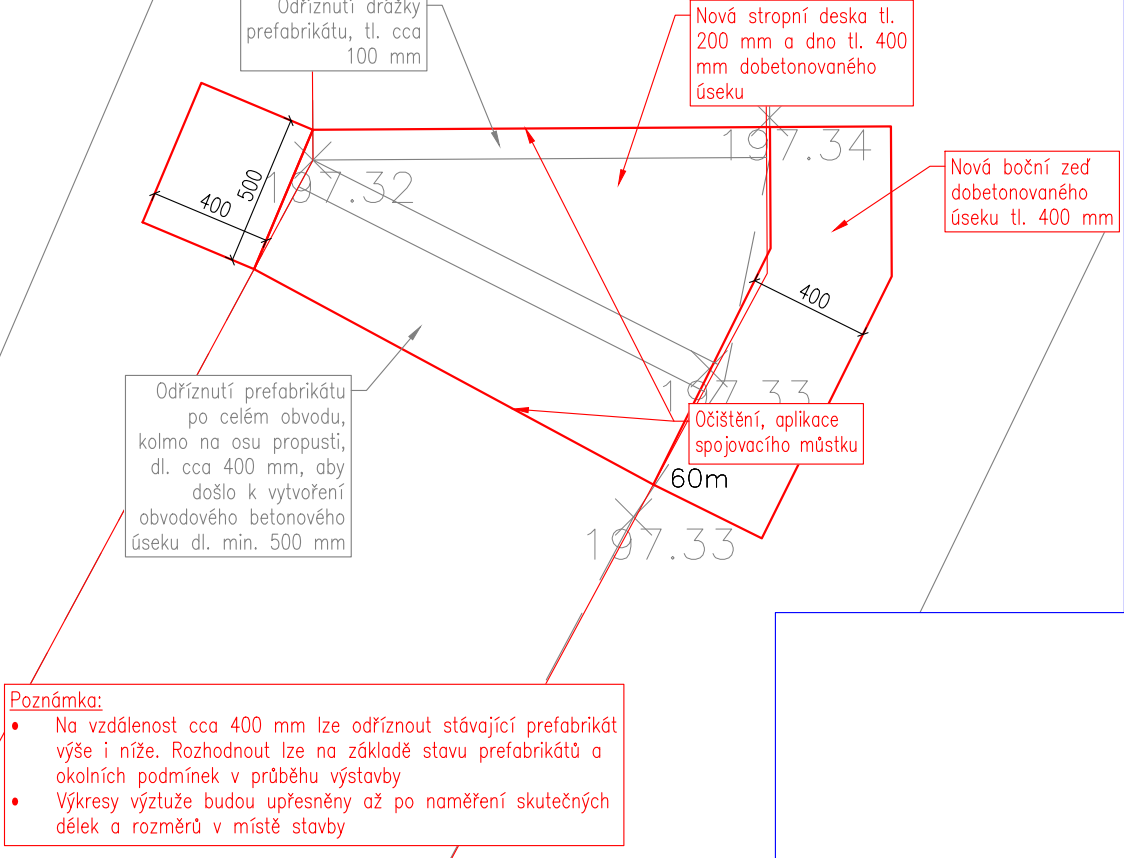 Odříznutí drážky
prefabrikátu, tl. cca
100 mm
Nová stropní deska tl.
200 mm a dno tl. 400
mm dobetonovaného
úseku
197.34
Nová boční zeď
dobetonovaného
úseku tl. 400 mm
197.32
500
400
400
197.33
Odříznutí prefabrikátu
po celém obvodu,
kolmo na osu propusti,
dl. cca 400 mm, aby
došlo k vytvoření
obvodového betonového
úseku dl. min. 500 mm
Očištění, aplikace
spojovacího můstku
60m
197.33
Poznámka:
• Na vzdálenost cca 400 mm lze odříznout stávající prefabrikát
výše i níže. Rozhodnout lze na základě stavu prefabrikátů a
okolních podmínek v průběhu výstavby
• Výkresy výztuže budou upřesněny až po naměření skutečných
délek a rozměrů v místě stavby